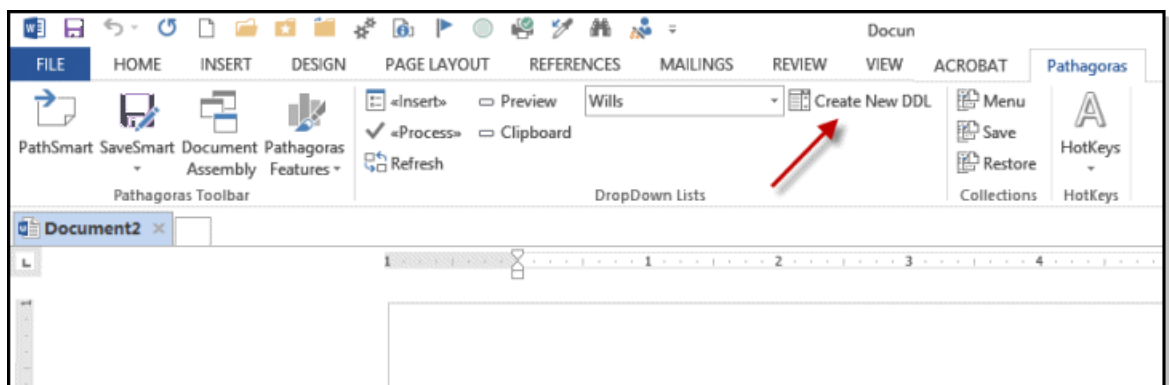 Docun
FILE HOME INSERT DESIGN PAGE LAYOUT REFERENCES MAILINGS REVIEW VIEW ACROBAT Pathagoras
«Insert» Preview Wills Create New DDL Menu
«Process» Clipboard Save
PathSmart SaveSmart Document Pathagoras HotKeys
Assembly Features Refresh Restore
Pathagoras Toolbar DropDown Lists Collections HotKeys
Document2
L
1 1 2 3 4
1